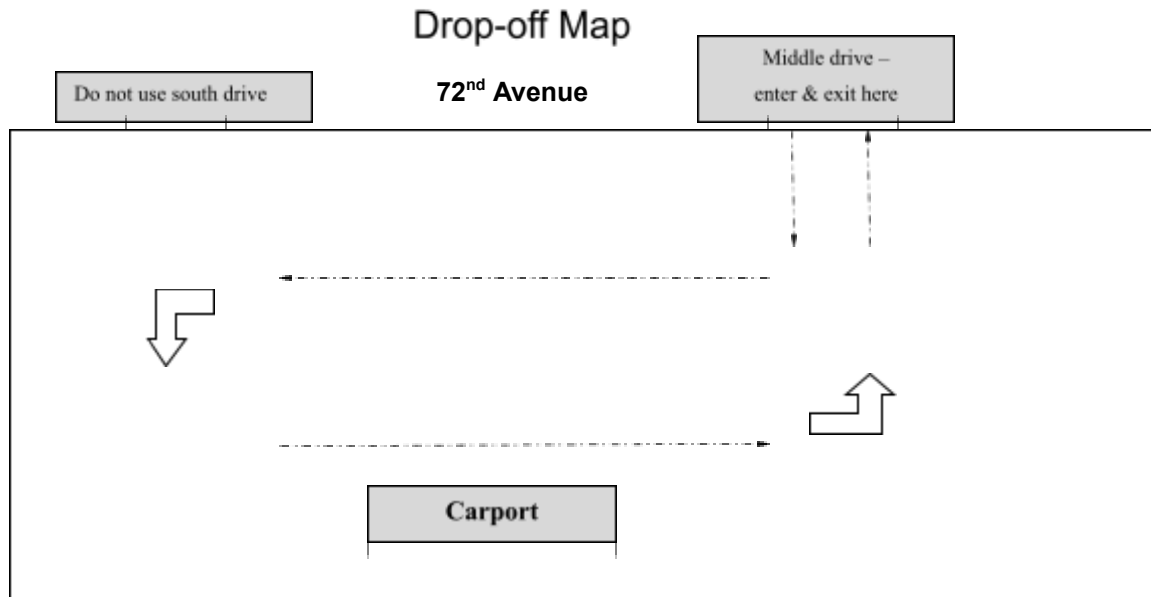 Drop-off Map
Do not use south drive
72nd Avenue
Middle drive –
enter & exit here
Carport